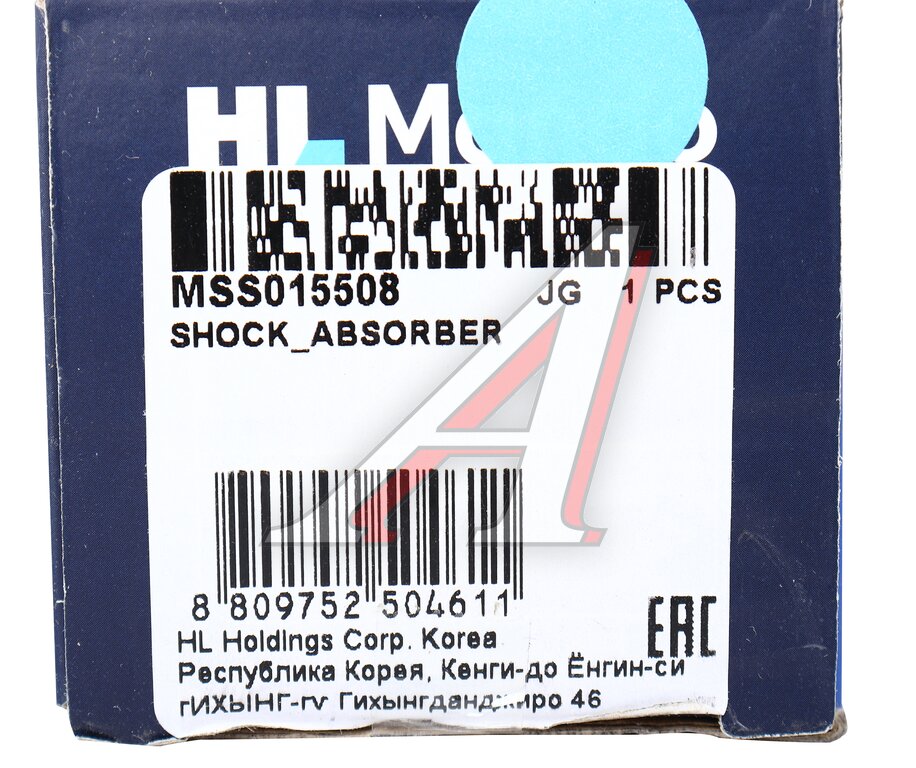 HL M
MSS015508 JG 1 PCS
SHOCK_ABSORBER
8 809752 504611
HL Holdings Corp. Korea
EAC
Республика Корея, Кенги-до Ёнгин-си
гИХЫНГ-гу Гихынгданджиро 46